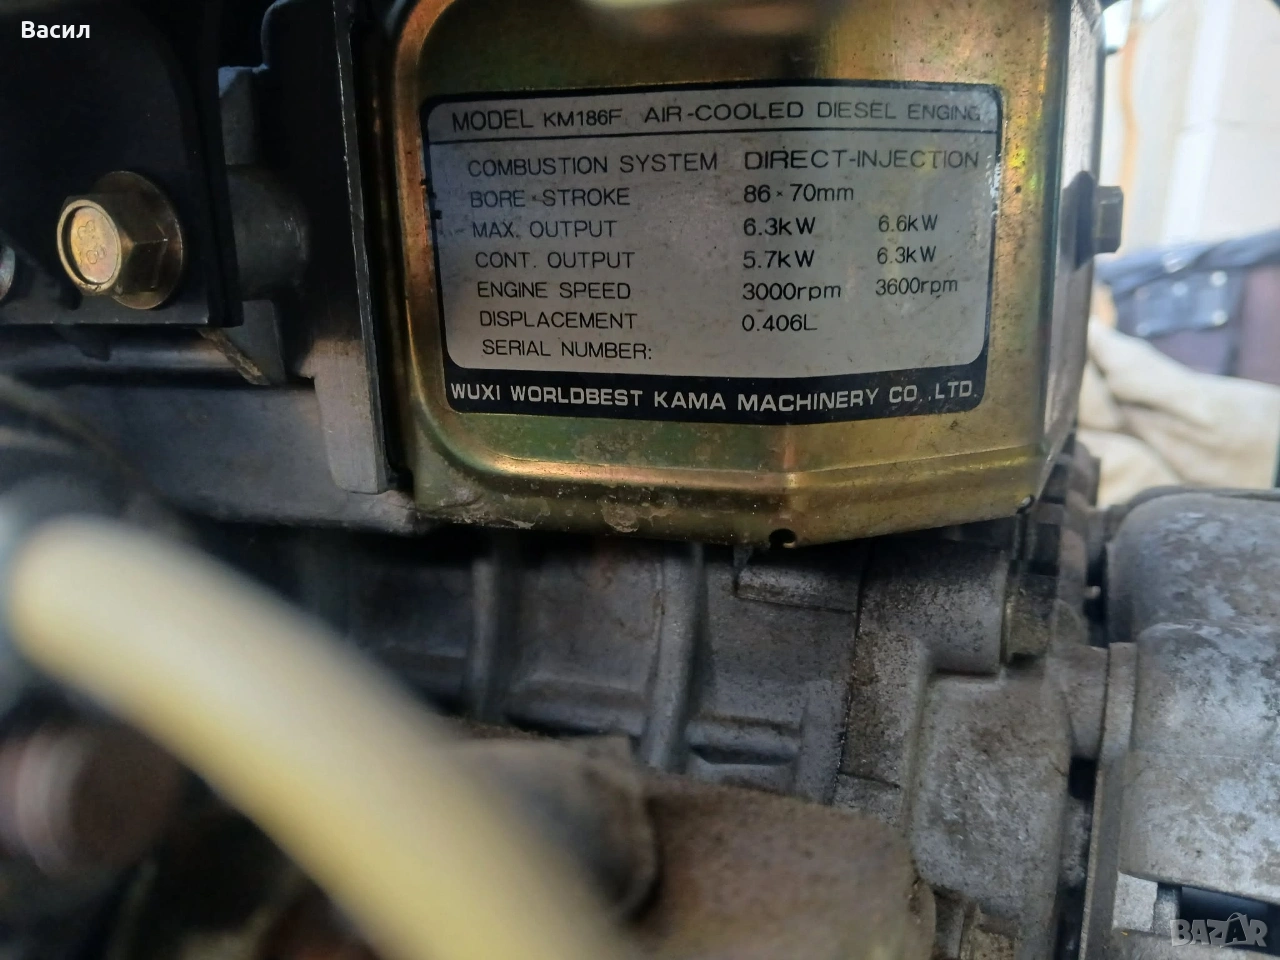 Васил
MODEL KM186F AIR-COOLED DIESEL ENGING
COMBUSTION SYSTEM DIRECT-INJECTION
BORE × STROKE 86 × 70mm
MAX. OUTPUT 6.3kW 6.6kW
CONT. OUTPUT 5.7kW 6.3kW
ENGINE SPEED 3000rpm 3600rpm
DISPLACEMENT 0.406L
SERIAL NUMBER:
WUXI WORLDBEST KAMA MACHINERY CO.,LTD.
BAZAR